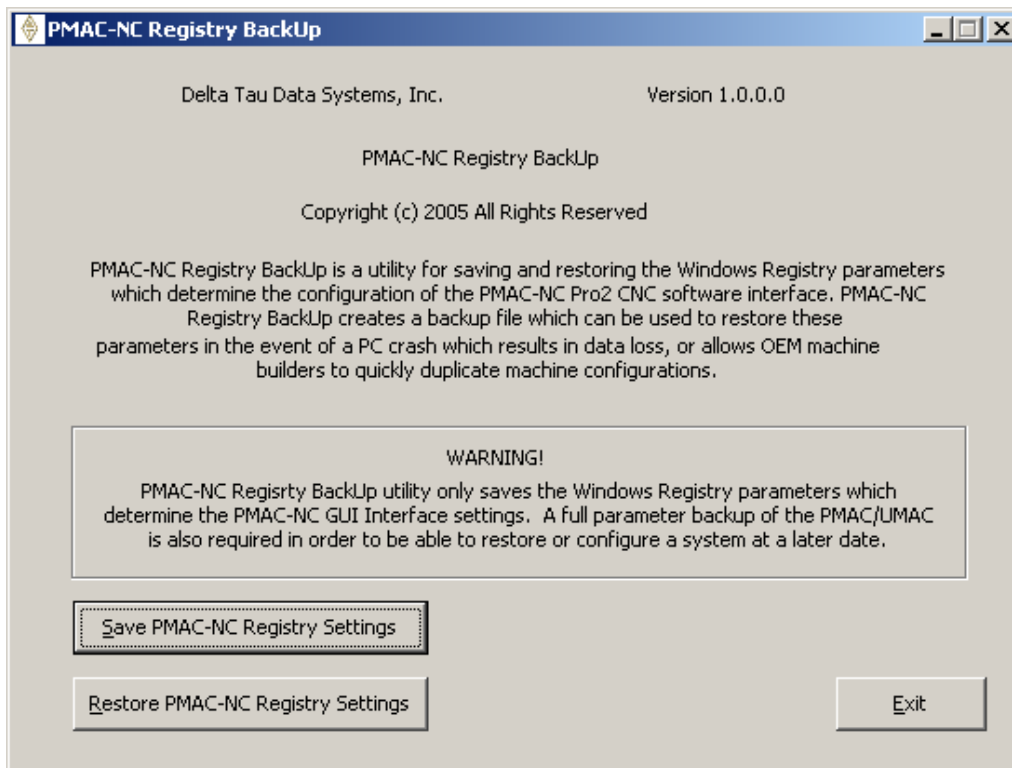 PMAC-NC Registry BackUp
Delta Tau Data Systems, Inc. Version 1.0.0.0
PMAC-NC Registry BackUp
Copyright (c) 2005 All Rights Reserved
PMAC-NC Registry BackUp is a utility for saving and restoring the Windows Registry parameters
which determine the configuration of the PMAC-NC Pro2 CNC software interface. PMAC-NC
Registry BackUp creates a backup file which can be used to restore these
parameters in the event of a PC crash which results in data loss, or allows OEM machine
builders to quickly duplicate machine configurations.
WARNING!
PMAC-NC Regisrty BackUp utility only saves the Windows Registry parameters which
determine the PMAC-NC GUI Interface settings. A full parameter backup of the PMAC/UMAC
is also required in order to be able to restore or configure a system at a later date.
Save PMAC-NC Registry Settings
Restore PMAC-NC Registry Settings
Exit